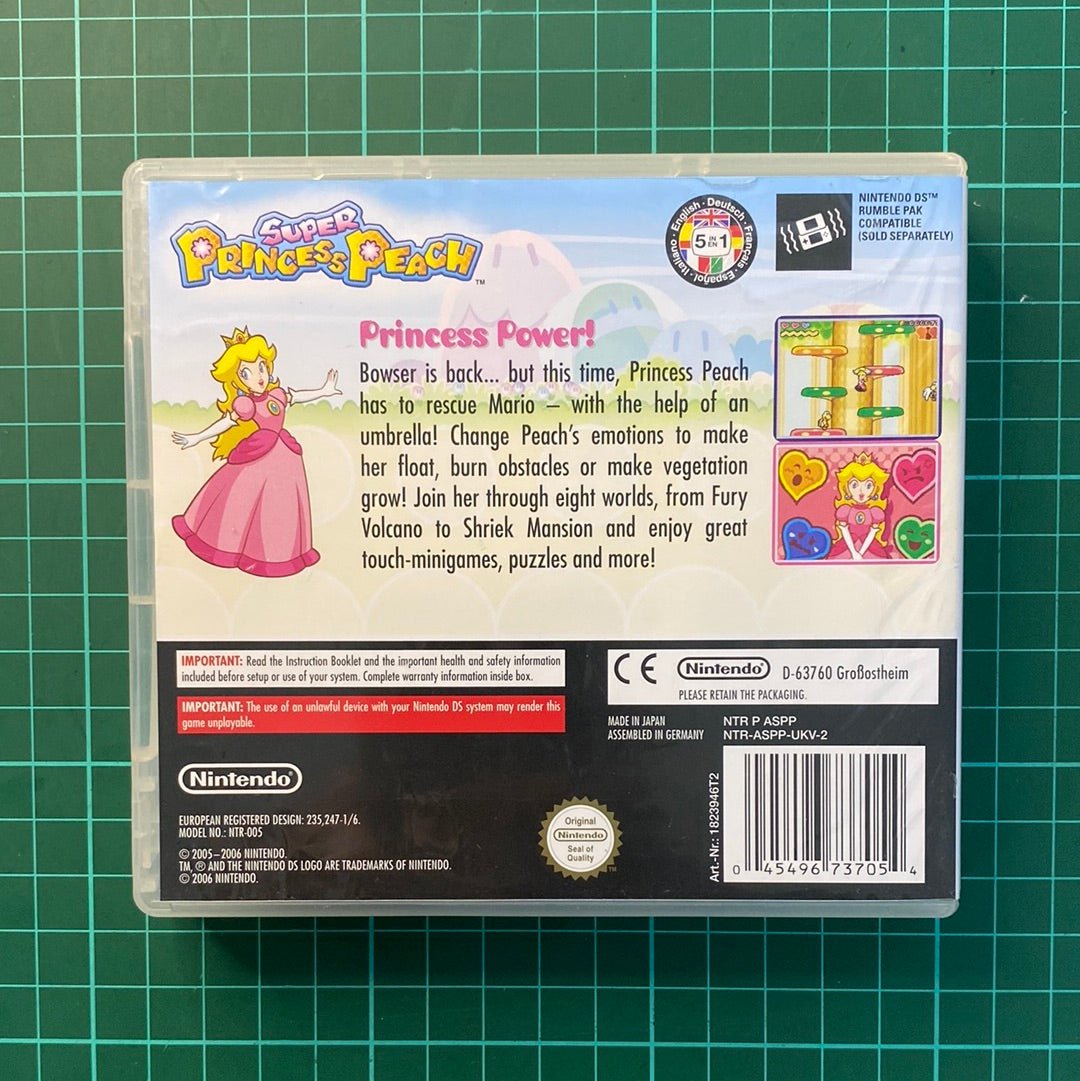 SUPER
PRINCESS PEACH™
English · Deutsch · Français · Español · Italiano ·
5 IN EN 1
NINTENDO DS™
RUMBLE PAK
COMPATIBLE
(SOLD SEPARATELY)
Princess Power!
Bowser is back... but this time, Princess Peach
has to rescue Mario – with the help of an
umbrella! Change Peach's emotions to make
her float, burn obstacles or make vegetation
grow! Join her through eight worlds, from Fury
Volcano to Shriek Mansion and enjoy great
touch-minigames, puzzles and more!
IMPORTANT: Read the Instruction Booklet and the important health and safety information
included before setup or use of your system. Complete warranty information inside box.
IMPORTANT: The use of an unlawful device with your Nintendo DS system may render this
game unplayable.
CE Nintendo® D-63760 Großostheim
PLEASE RETAIN THE PACKAGING.
MADE IN JAPAN
ASSEMBLED IN GERMANY
NTR P ASPP
NTR-ASPP-UKV-2
Nintendo®
EUROPEAN REGISTERED DESIGN: 235,247-1/6.
MODEL NO.: NTR-005
© 2005–2006 NINTENDO.
TM, ® AND THE NINTENDO DS LOGO ARE TRADEMARKS OF NINTENDO.
© 2006 NINTENDO.
Original
Nintendo
Seal of
Quality
TM
Art.-Nr.: 1823946T2
0 45496 73705 4